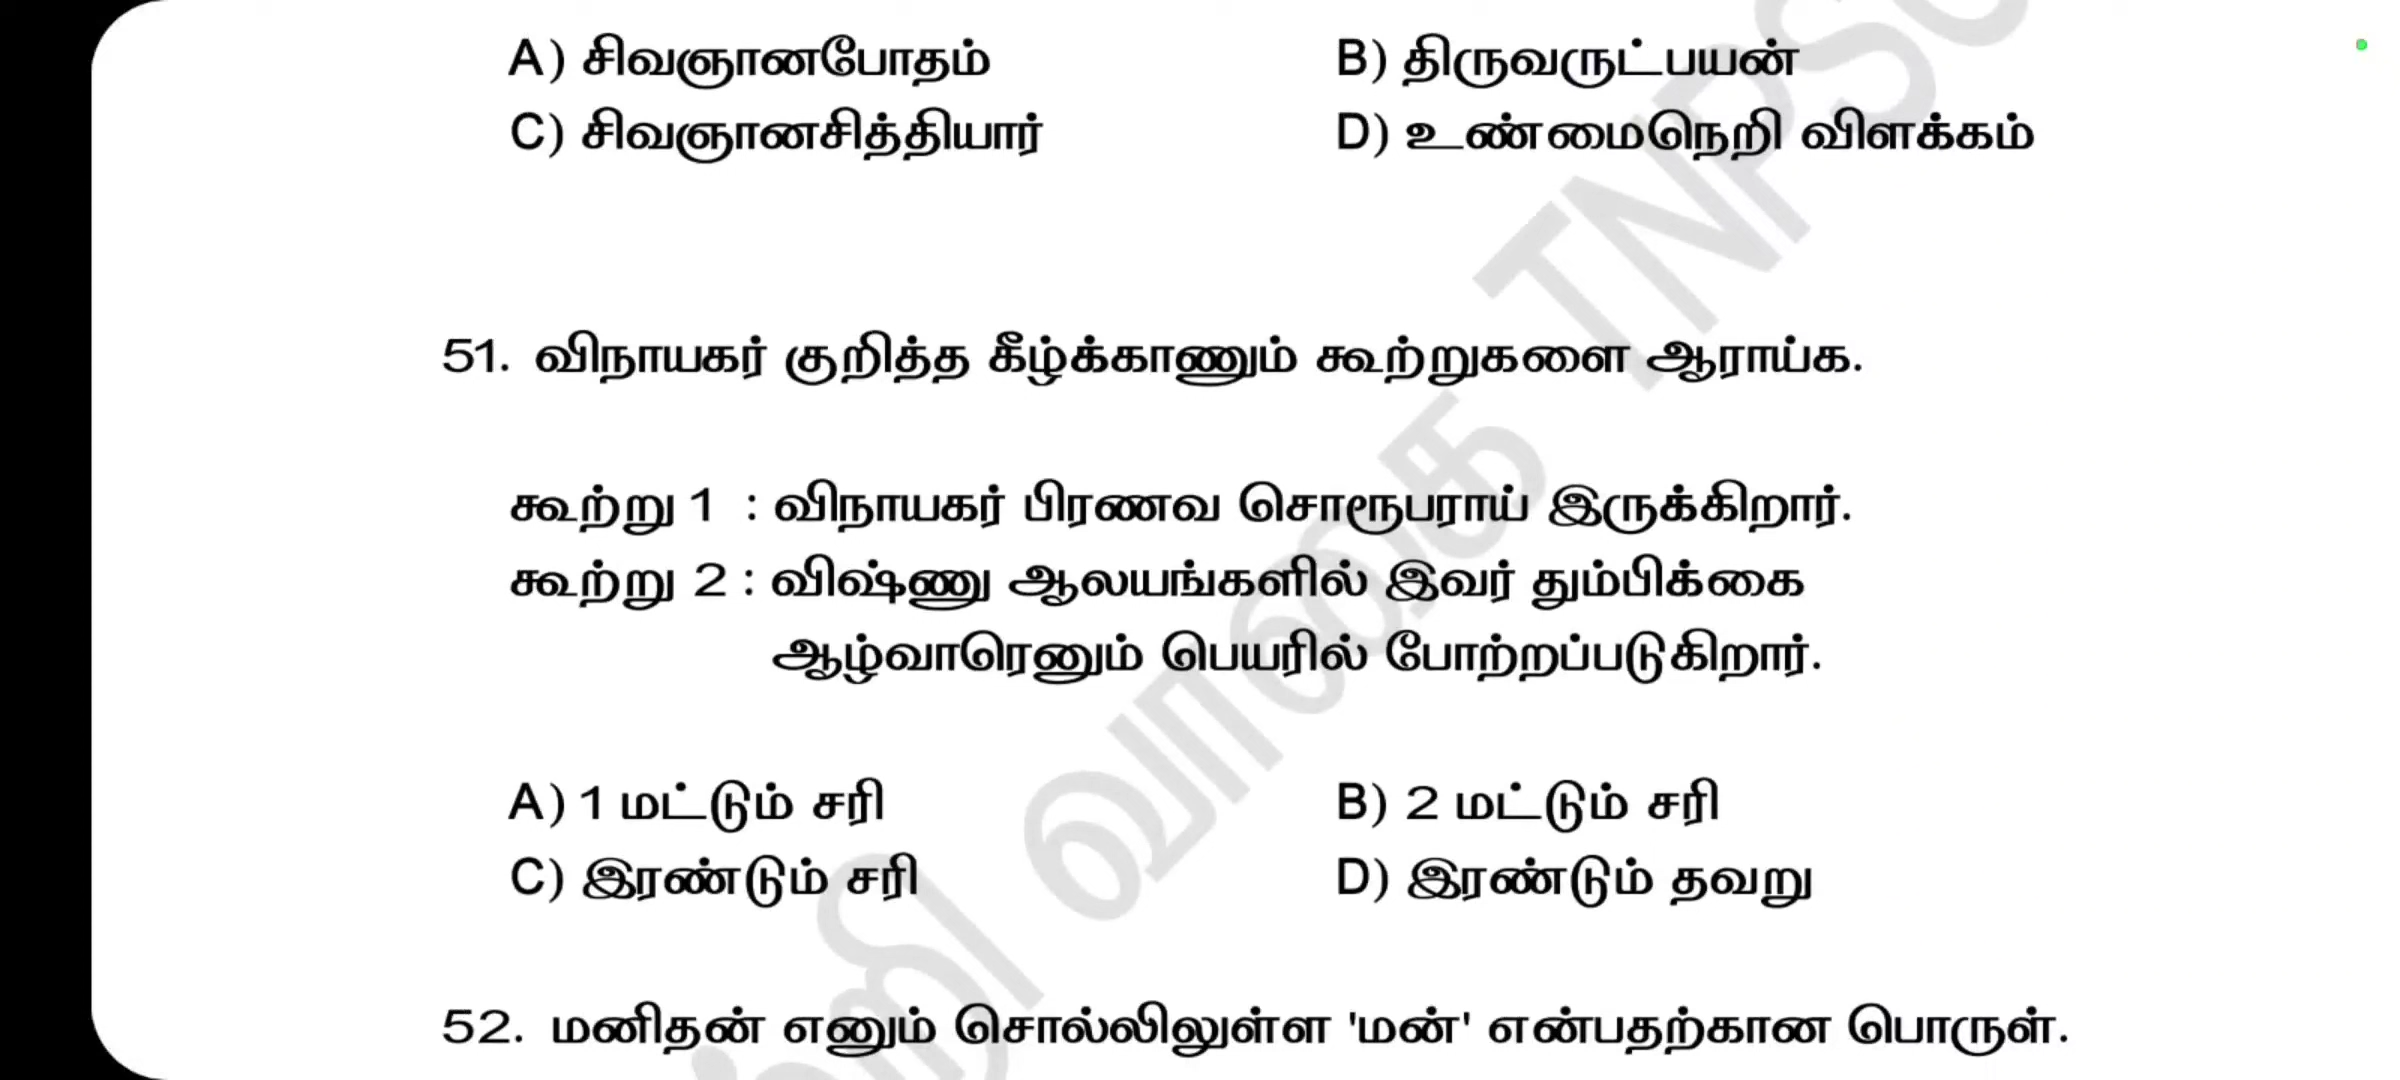 A) சிவஞானபோதம் B) திருவருட்பயன்
C) சிவஞானசித்தியார் D) உண்மைநெறி விளக்கம்
51. விநாயகர் குறித்த கீழ்க்காணும் கூற்றுகளை ஆராய்க.
கூற்று 1 : விநாயகர் பிரணவ சொரூபராய் இருக்கிறார்.
கூற்று 2 : விஷ்ணு ஆலயங்களில் இவர் தும்பிக்கை
ஆழ்வாரெனும் பெயரில் போற்றப்படுகிறார்.
A) 1 மட்டும் சரி B) 2 மட்டும் சரி
C) இரண்டும் சரி D) இரண்டும் தவறு
52. மனிதன் எனும் சொல்லிலுள்ள 'மன்' என்பதற்கான பொருள்.
வாகை TNPSC